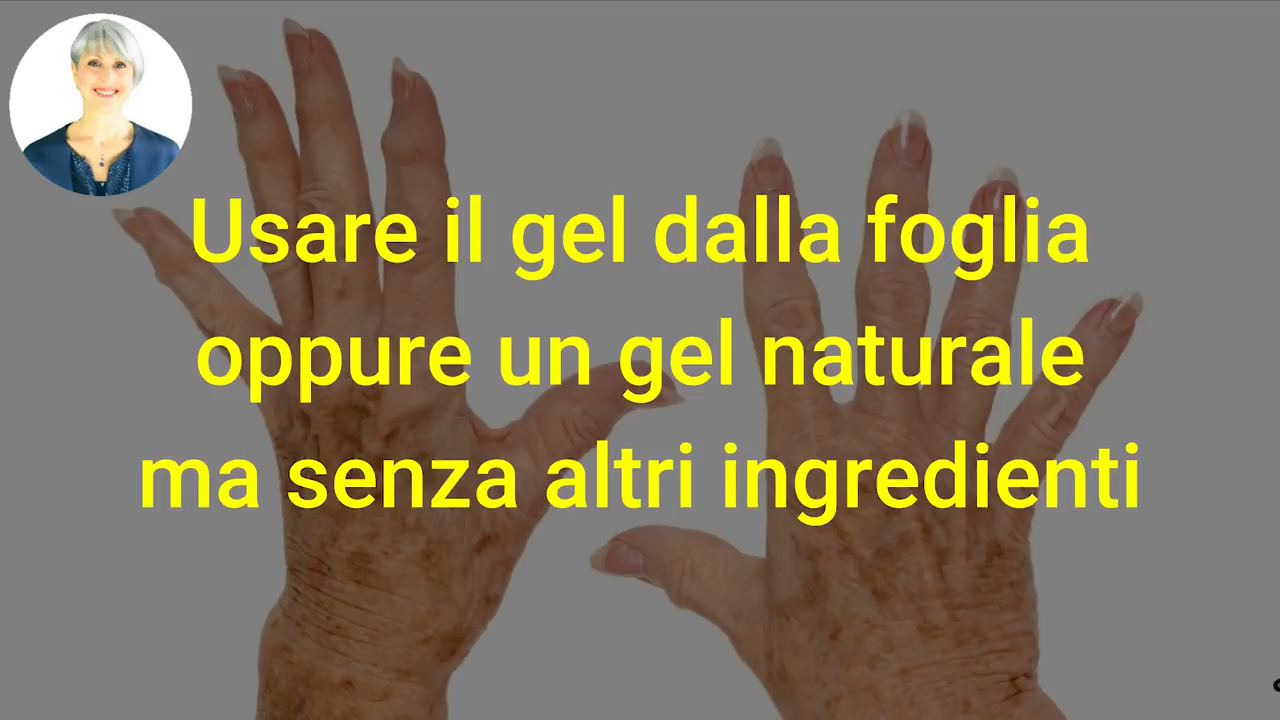 Usare il gel dalla foglia
oppure un gel naturale
ma senza altri ingredienti